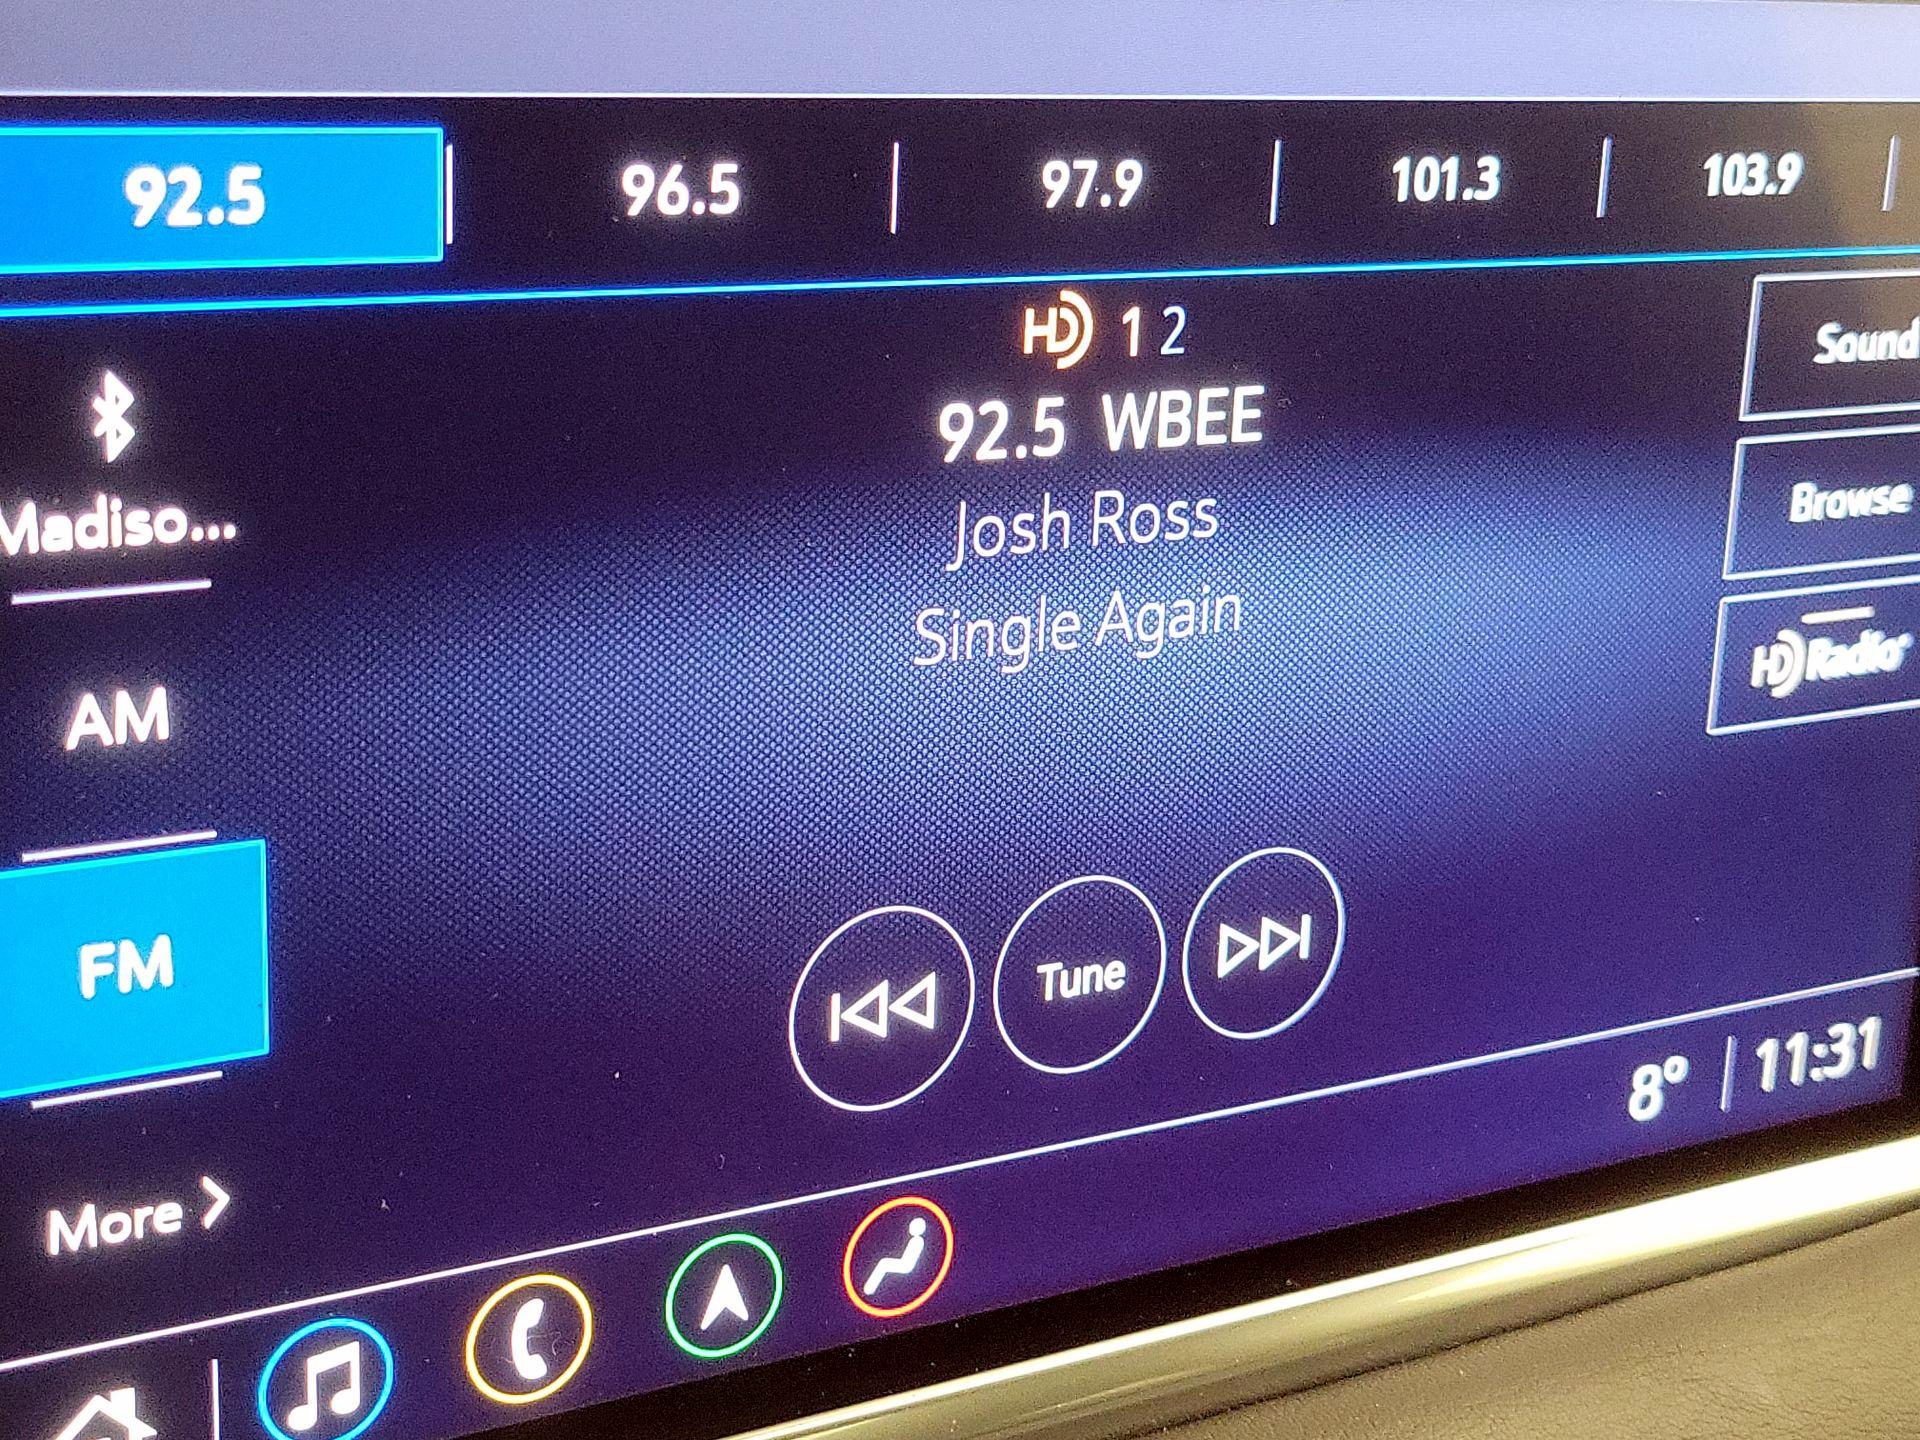 92.5 96.5 97.9 101.3 103.9
HD 1 2
92.5 WBEE
Josh Ross
Single Again
Madiso...
AM
FM
More >
Sound
Browse
HD Radio
Tune
8° 11:31